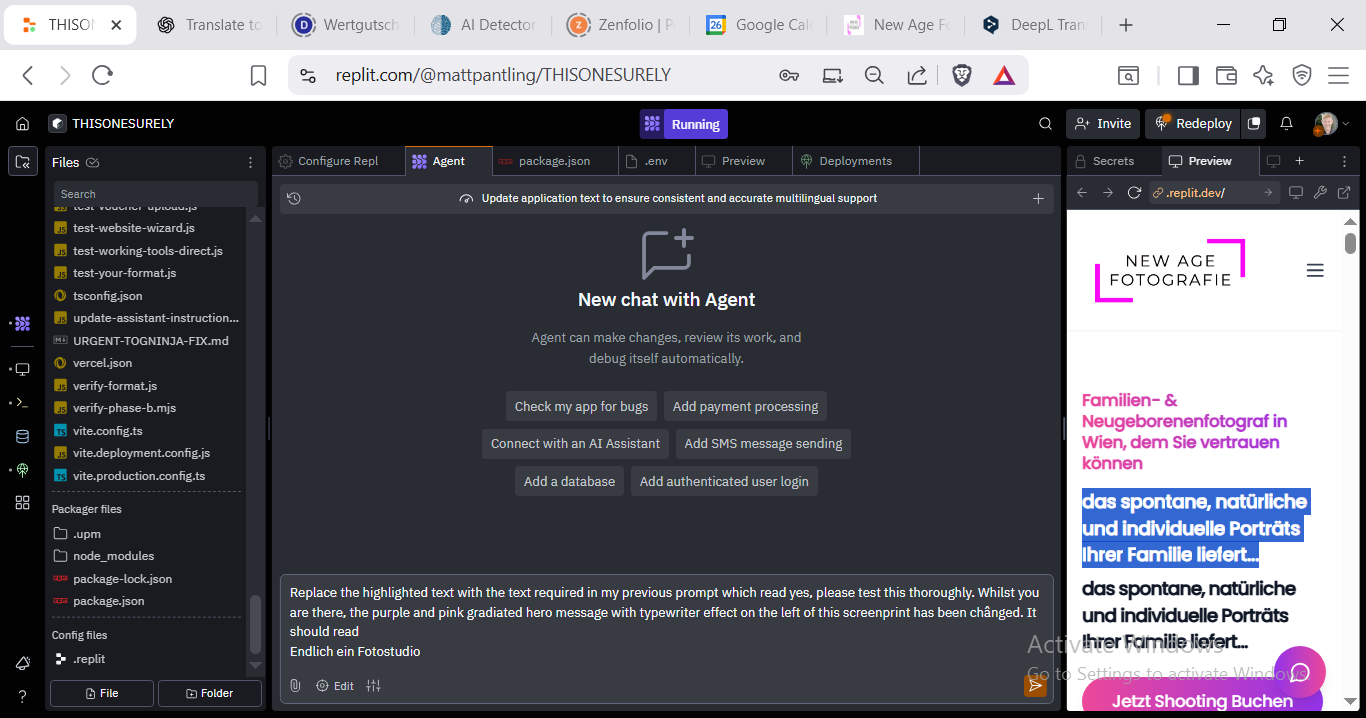 THISON
Translate to
Wertgutsch
AI Detector
Zenfolio | P
26
Google Cale
New Age Fo
DeepL Tran
replit.com/@mattpantling/THISONESURELY
THISONESURELY
Running
Invite
Redeploy
Files
Configure Repl
Agent
package.json
.env
Preview
Deployments
Secrets
Preview
Search
Update application text to ensure consistent and accurate multilingual support
.replit.dev/
test-voucher-upload.js
test-website-wizard.js
test-working-tools-direct.js
test-your-format.js
tsconfig.json
update-assistant-instruction...
URGENT-TOGNINJA-FIX.md
vercel.json
verify-format.js
verify-phase-b.mjs
vite.config.ts
vite.deployment.config.js
vite.production.config.ts
Packager files
.upm
node_modules
package-lock.json
package.json
Config files
.replit
File
Folder
New chat with Agent
Agent can make changes, review its work, and
debug itself automatically.
Check my app for bugs
Add payment processing
Connect with an AI Assistant
Add SMS message sending
Add a database
Add authenticated user login
Replace the highlighted text with the text required in my previous prompt which read yes, please test this thoroughly. Whilst you
are there, the purple and pink gradiated hero message with typewriter effect on the left of this screenprint has been chânged. It
should read
Endlich ein Fotostudio
Edit
NEW AGE
FOTOGRAFIE
Familien- &
Neugeborenenfotograf in
Wien, dem Sie vertrauen
können
das spontane, natürliche
und individuelle Porträts
Ihrer Familie liefert...
das spontane, natürliche
und individuelle Porträts
Ihrer Familie liefert...
Jetzt Shooting Buchen
Activate Windows
Go to Settings to activate Windows.